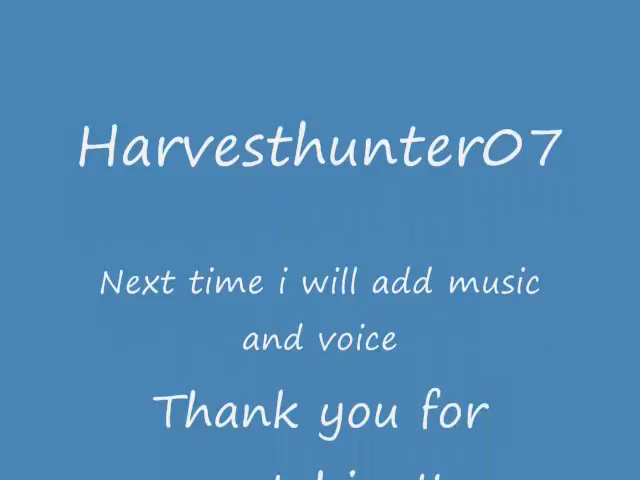 Harvesthunter07
Next time i will add music
and voice
Thank you for